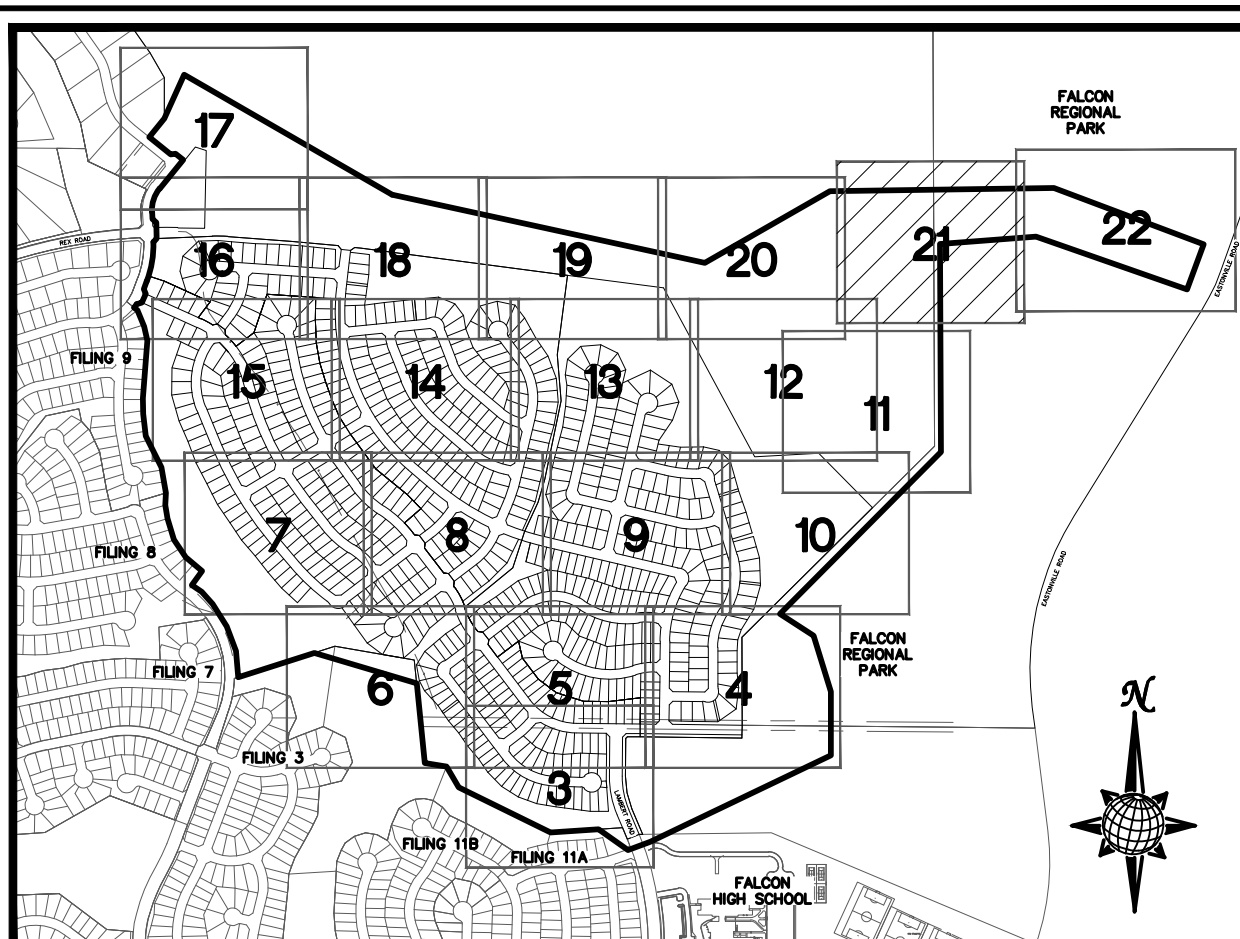 FALCON
REGIONAL
PARK
17
22
REX ROAD
21
16
18
19
20
EASTONVILLE ROAD
FILING 9
15
14
13
12
11
7
8
9
10
FILING 8
EASTONVILLE ROAD
FALCON
REGIONAL
PARK
FILING 7
6
5
4
N
FILING 3
3
LAMBERT ROAD
FILING 11B
FILING 11A
FALCON
HIGH SCHOOL